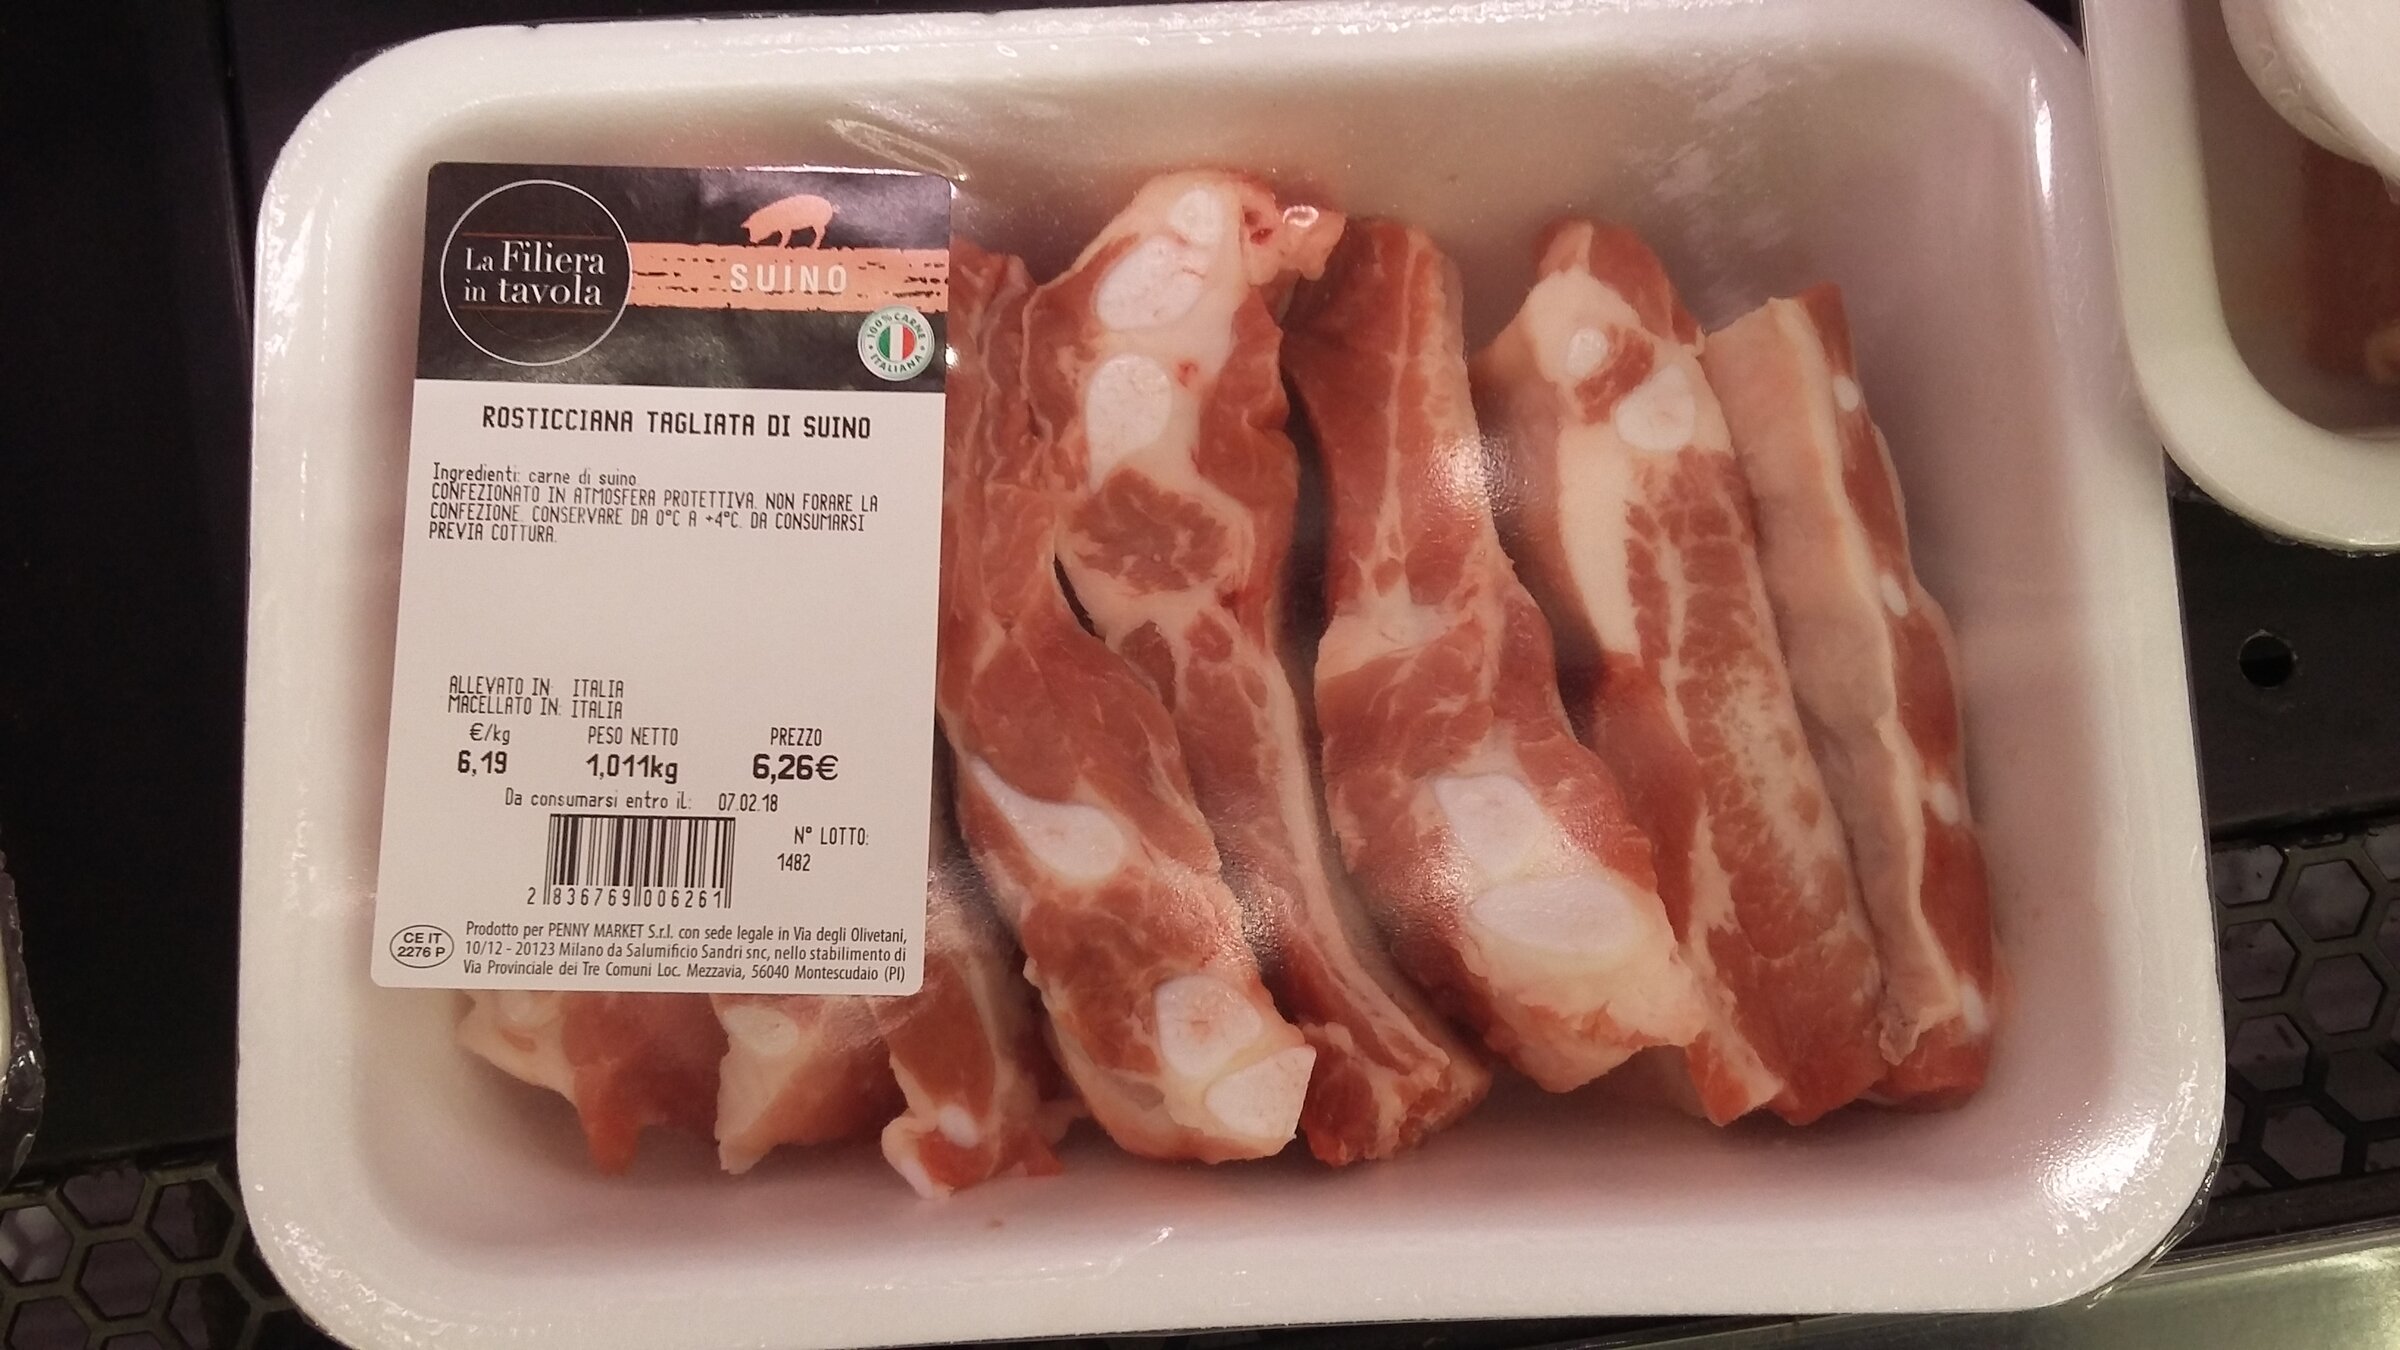 La Filiera
in tavola
SUINO
100% CARNE ITALIANA
ROSTICCIANA TAGLIATA DI SUINO
Ingredienti: carne di suino
CONFEZIONATO IN ATMOSFERA PROTETTIVA. NON FORARE LA
CONFEZIONE. CONSERVARE DA 0°C A +4°C. DA CONSUMARSI
PREVIA COTTURA.
ALLEVATO IN: ITALIA
MACELLATO IN: ITALIA
€/kg PESO NETTO PREZZO
6,19 1,011kg 6,26€
Da consumarsi entro il: 07.02.18
N° LOTTO:
1482
2 836769 006261
CE IT
2276 P
Prodotto per PENNY MARKET S.r.l. con sede legale in Via degli Olivetani,
10/12 - 20123 Milano da Salumificio Sandri snc, nello stabilimento di
Via Provinciale dei Tre Comuni Loc. Mezzavia, 56040 Montescudaio (PI)